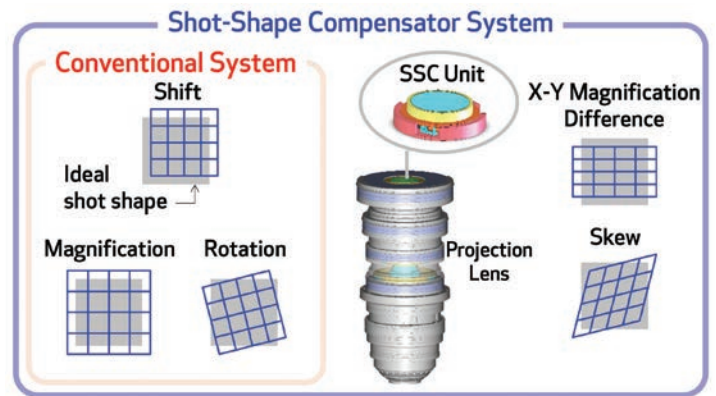 Shot-Shape Compensator System
Conventional System
Shift
Ideal
shot shape
Magnification
Rotation
SSC Unit
Projection
Lens
X-Y Magnification
Difference
Skew